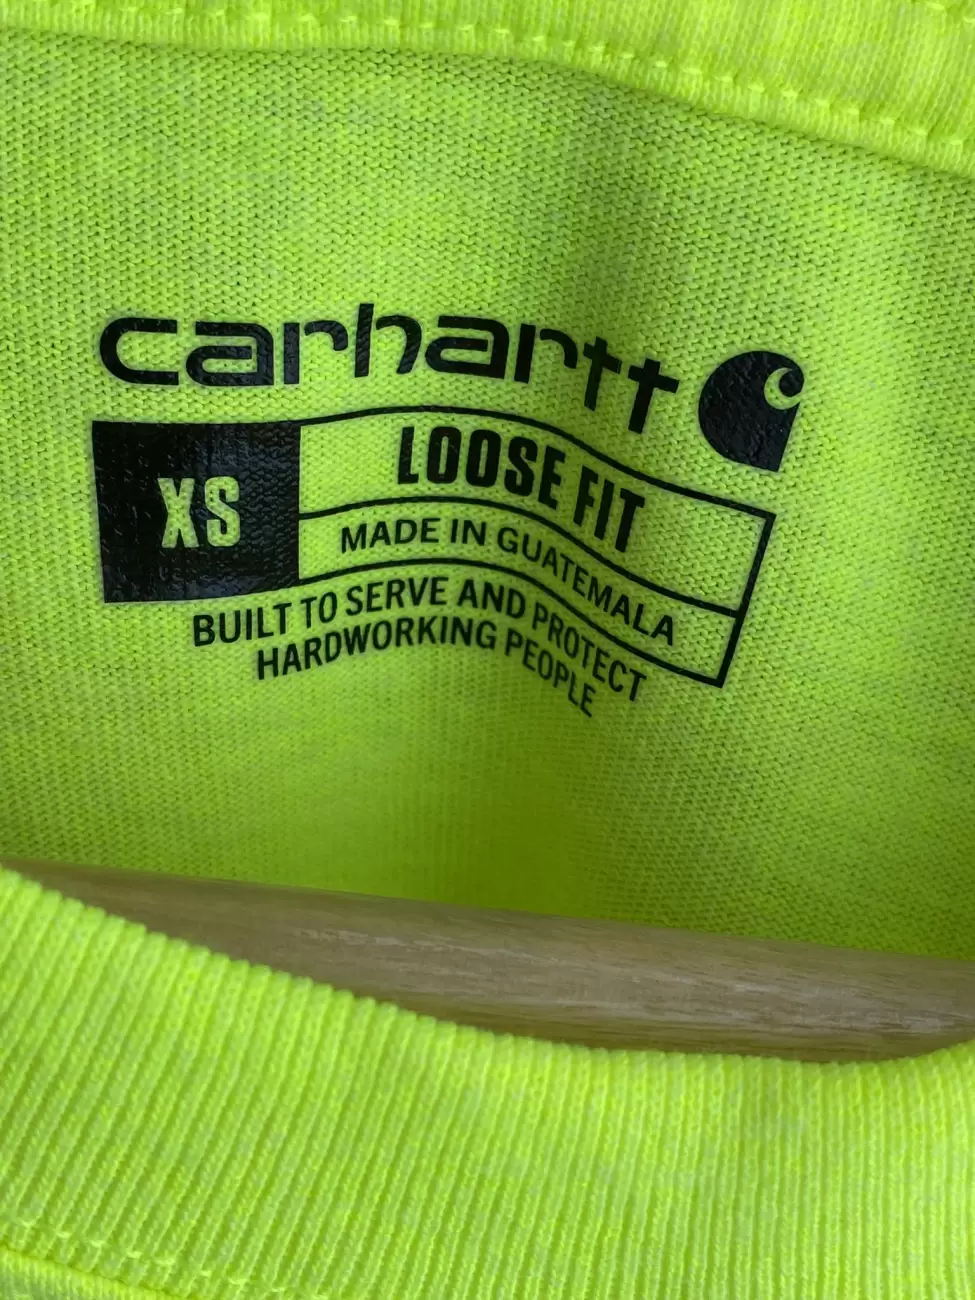 carhartt
XS
LOOSE FIT
MADE IN GUATEMALA
BUILT TO SERVE AND PROTECT
HARDWORKING PEOPLE